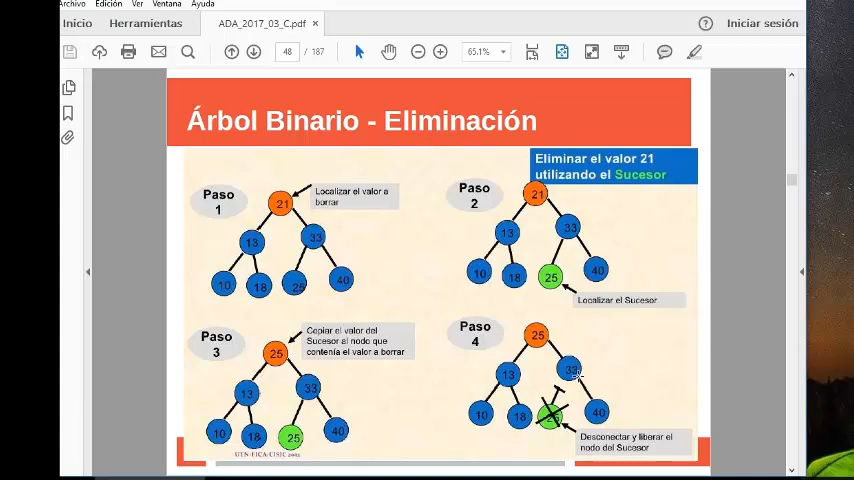 Archivo Edición Ver Ventana Ayuda
Inicio Herramientas ADA_2017_03_C.pdf × ? Iniciar sesión
48 / 187 65.1%
Árbol Binario - Eliminación
Eliminar el valor 21
utilizando el Sucesor
Paso
1
Localizar el valor a
borrar
21
13 33
10 18 25 40
Paso
2
21
13 33
10 18 25 40
Localizar el Sucesor
Paso
3
Copiar el valor del
Sucesor al nodo que
contenía el valor a borrar
25
13 33
10 18 25 40
UTN-FICA-CISIC 2002
Paso
4
25
13 33
10 18 25 40
Desconectar y liberar el
nodo del Sucesor